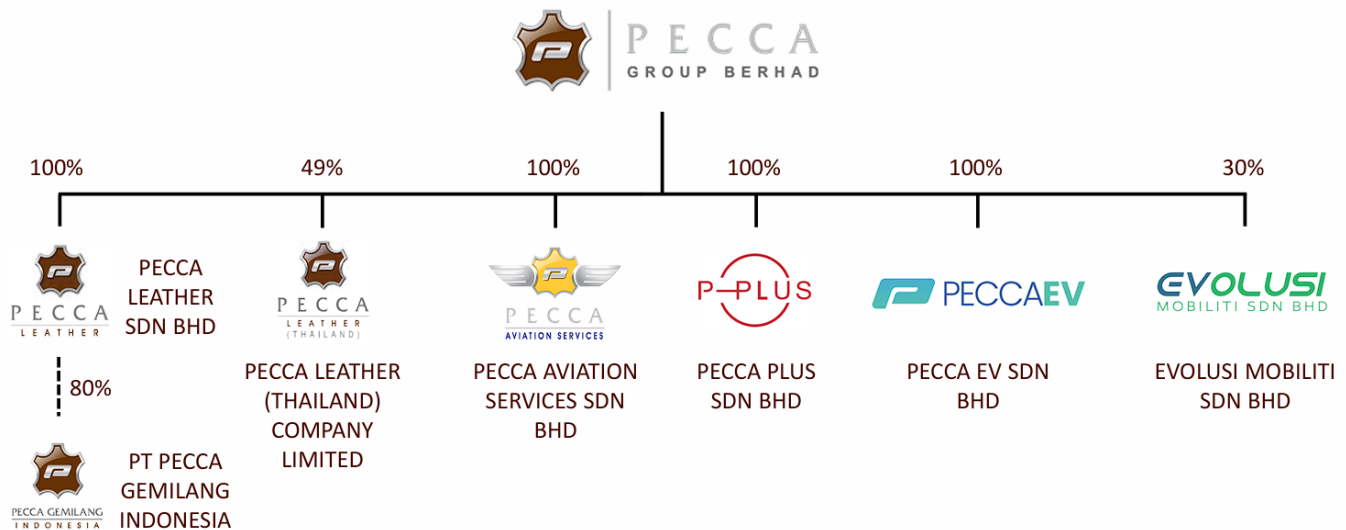 PECCA
GROUP BERHAD
100%
49%
100%
100%
100%
30%
PECCA
LEATHER
PECCA
LEATHER
SDN BHD
PECCA
LEATHER
(THAILAND)
PECCA
AVIATION SERVICES
P-PLUS
PECCAEV
EVOLUSI
MOBILITI SDN BHD
PECCA LEATHER
(THAILAND)
COMPANY
LIMITED
PECCA AVIATION
SERVICES SDN
BHD
PECCA PLUS
SDN BHD
PECCA EV SDN
BHD
EVOLUSI MOBILITI
SDN BHD
80%
PECCA GEMILANG
INDONESIA
PT PECCA
GEMILANG
INDONESIA